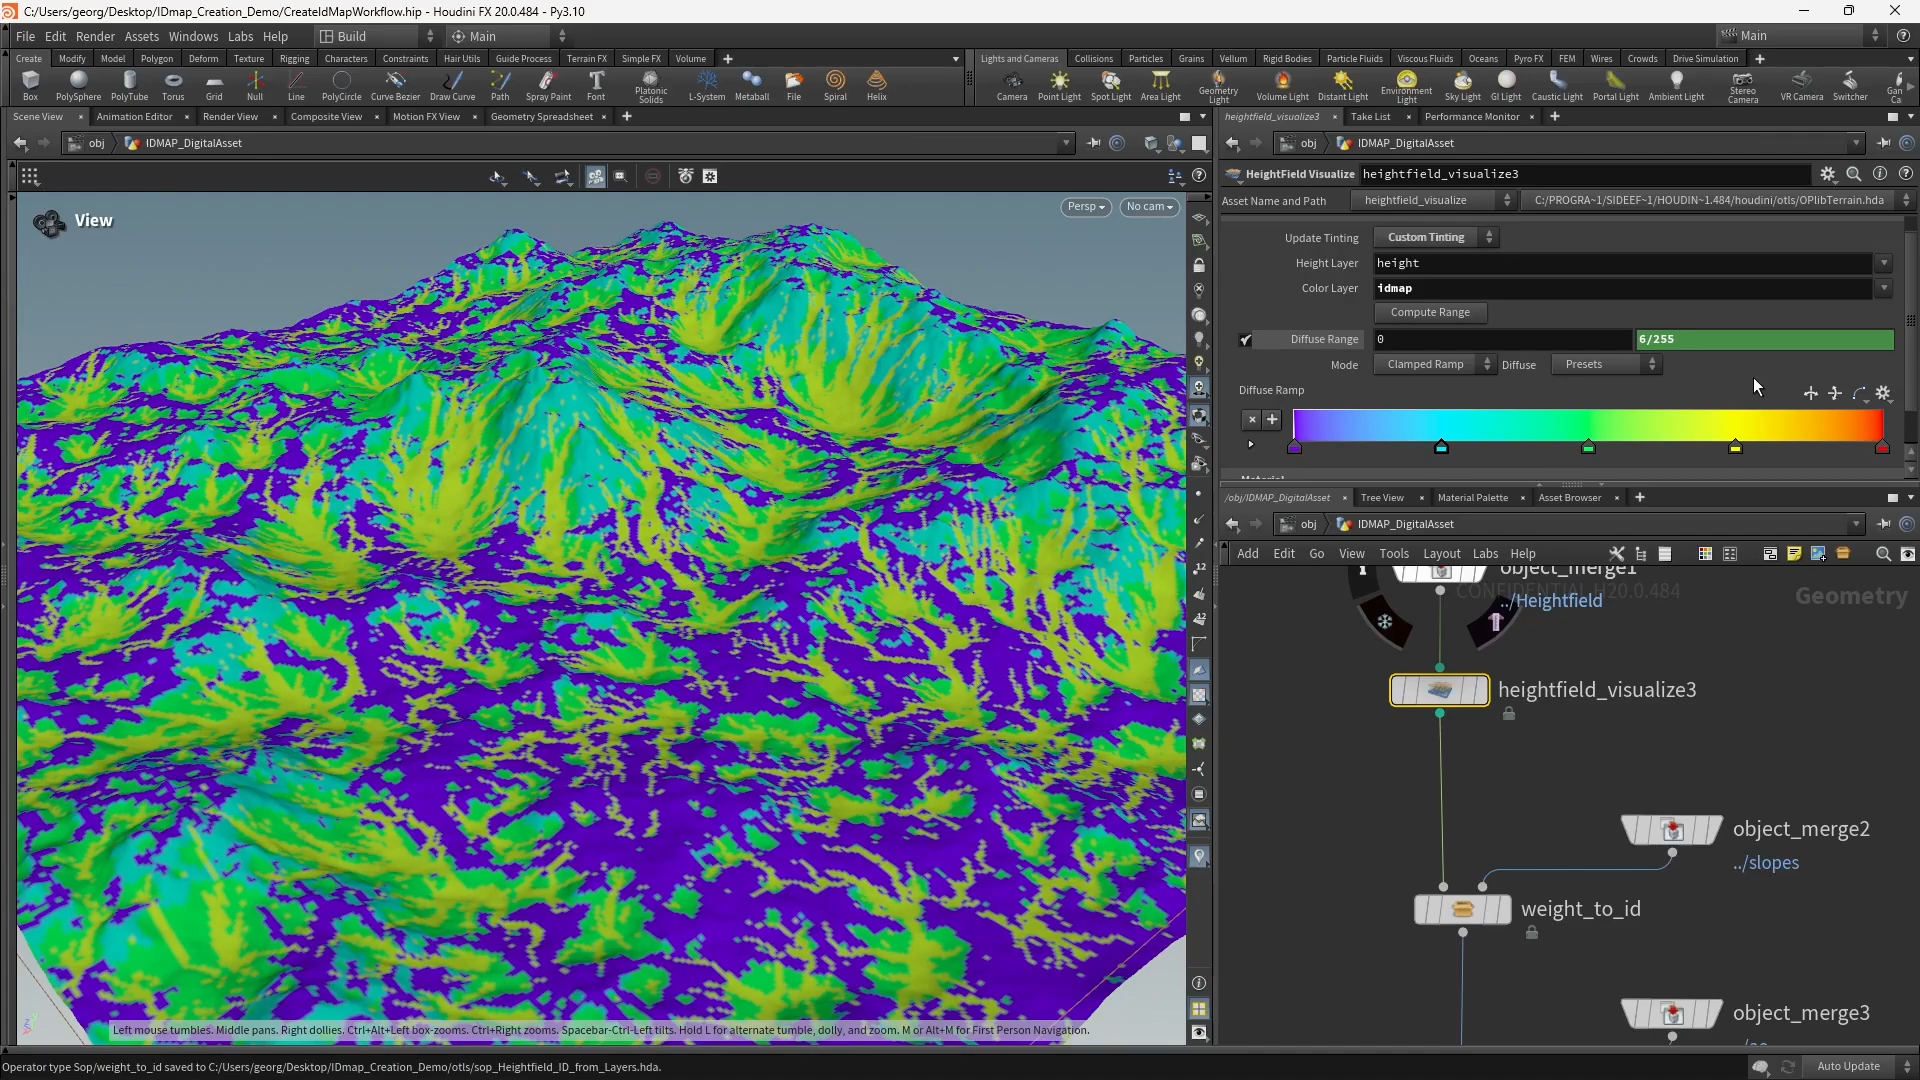 C:/Users/georg/Desktop/IDmap_Creation_Demo/CreateIdMapWorkflow.hip - Houdini FX 20.0.484 - Py3.10
File Edit Render Assets Windows Labs Help Build Main Main
Create Modify Model Polygon Deform Texture Rigging Characters Constraints Hair Utils Guide Process Terrain FX Simple FX Volume
Lights and Cameras Collisions Particles Grains Vellum Rigid Bodies Particle Fluids Viscous Fluids Oceans Pyro FX FEM Wires Crowds Drive Simulation
Box PolySphere PolyTube Torus Grid Null Line PolyCircle Curve Bezier Draw Curve Path Spray Paint Font Platonic Solids L-System Metaball File Spiral Helix
Camera Point Light Spot Light Area Light Geometry Light Volume Light Distant Light Environment Light Sky Light GI Light Caustic Light Portal Light Ambient Light Stereo Camera VR Camera Switcher Gan Ca
Scene View Animation Editor Render View Composite View Motion FX View Geometry Spreadsheet
obj IDMAP_DigitalAsset
View
Persp No cam
Left mouse tumbles. Middle pans. Right dollies. Ctrl+Alt+Left box-zooms. Ctrl+Right zooms. Spacebar-Ctrl-Left tilts. Hold L for alternate tumble, dolly, and zoom. M or Alt+M for First Person Navigation.
heightfield_visualize3 Take List Performance Monitor
obj IDMAP_DigitalAsset
HeightField Visualize heightfield_visualize3
Asset Name and Path heightfield_visualize C:/PROGRA~1/SIDEEF~1/HOUDIN~1.484/houdini/otls/OPlibTerrain.hda
Update Tinting Custom Tinting
Height Layer height
Color Layer idmap
Compute Range
Diffuse Range 0 6/255
Mode Clamped Ramp Diffuse Presets
Diffuse Ramp
/obj/IDMAP_DigitalAsset Tree View Material Palette Asset Browser
obj IDMAP_DigitalAsset
Add Edit Go View Tools Layout Labs Help
object_merge1
CONFIDENTIAL H20.0.484
../Heightfield
Geometry
heightfield_visualize3
object_merge2
../slopes
weight_to_id
object_merge3
Operator type Sop/weight_to_id saved to C:/Users/georg/Desktop/IDmap_Creation_Demo/otls/sop_Heightfield_ID_from_Layers.hda.
Auto Update